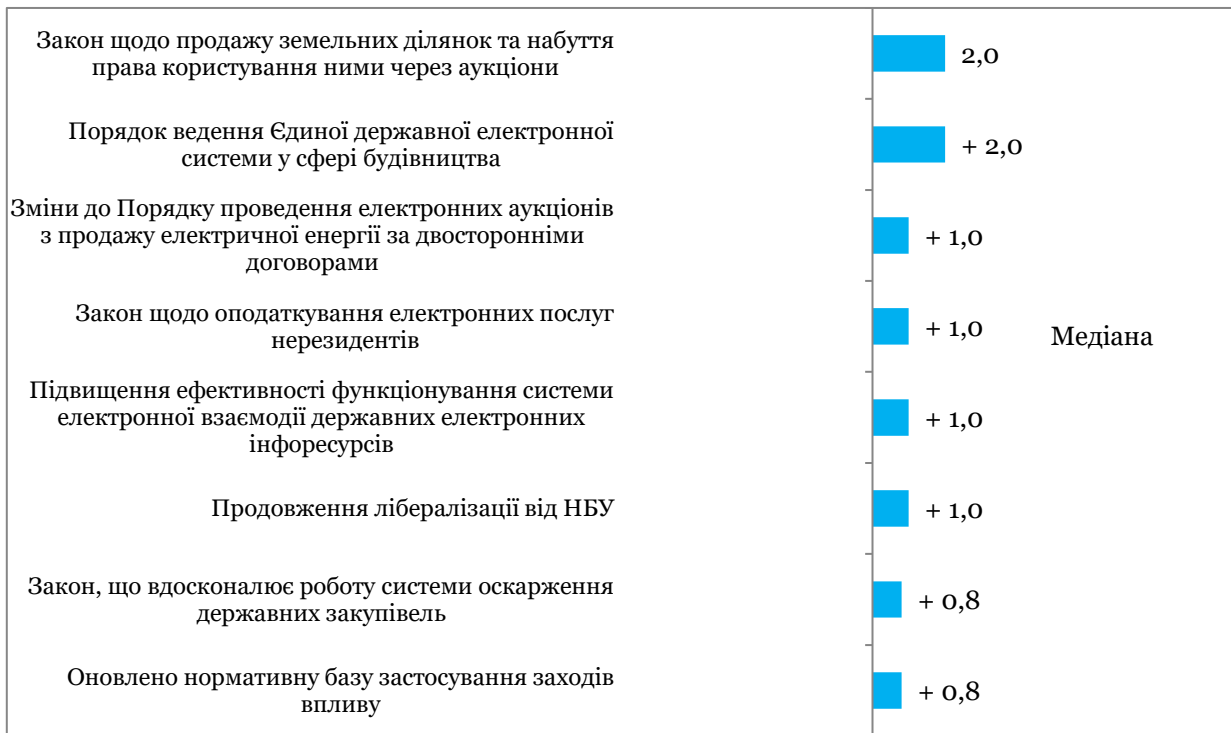 Закон щодо продажу земельних ділянок та набуття
права користування ними через аукціони
2,0
Порядок ведення Єдиної державної електронної
системи у сфері будівництва
+ 2,0
Зміни до Порядку проведення електронних аукціонів
з продажу електричної енергії за двосторонніми
договорами
+ 1,0
Закон щодо оподаткування електронних послуг
нерезидентів
+ 1,0
Медіана
Підвищення ефективності функціонування системи
електронної взаємодії державних електронних
інфоресурсів
+ 1,0
Продовження лібералізації від НБУ
+ 1,0
Закон, що вдосконалює роботу системи оскарження
державних закупівель
+ 0,8
Оновлено нормативну базу застосування заходів
впливу
+ 0,8